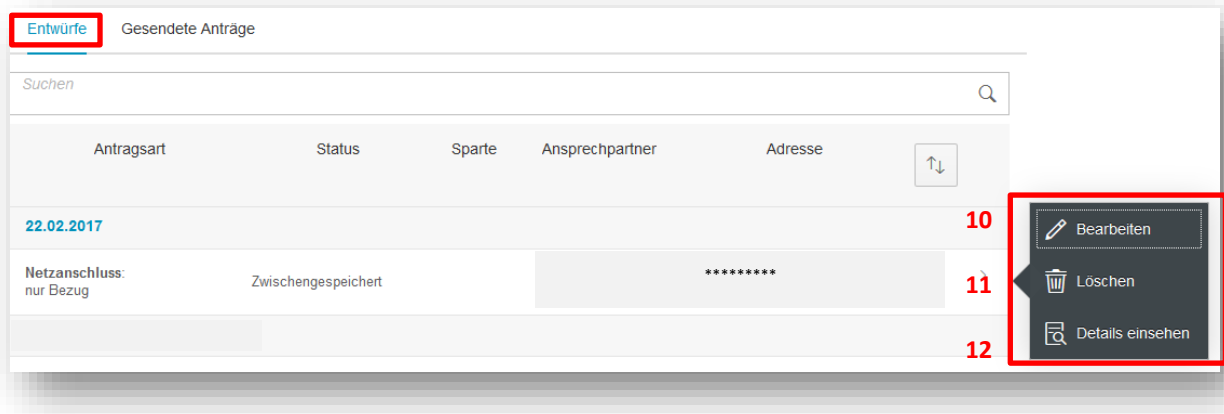 Entwürfe Gesendete Anträge
Suchen
Antragsart Status Sparte Ansprechpartner Adresse
22.02.2017
10 Bearbeiten
Netzanschluss:
nur Bezug
Zwischengespeichert *********
11 Löschen
12 Details einsehen